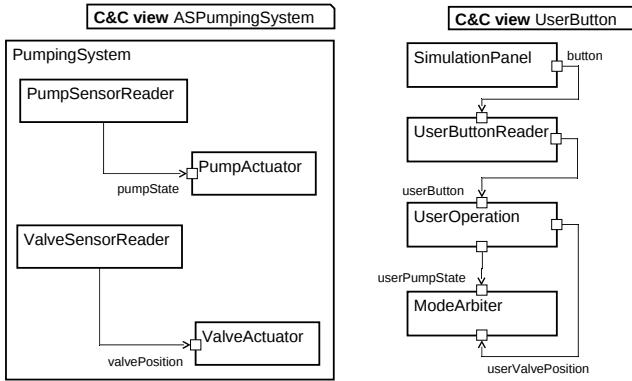 C&C view ASPumpingSystem
PumpingSystem
PumpSensorReader
PumpActuator
pumpState
ValveSensorReader
ValveActuator
valvePosition
C&C view UserButton
SimulationPanel
button
UserButtonReader
userButton
UserOperation
userPumpState
ModeArbiter
userValvePosition